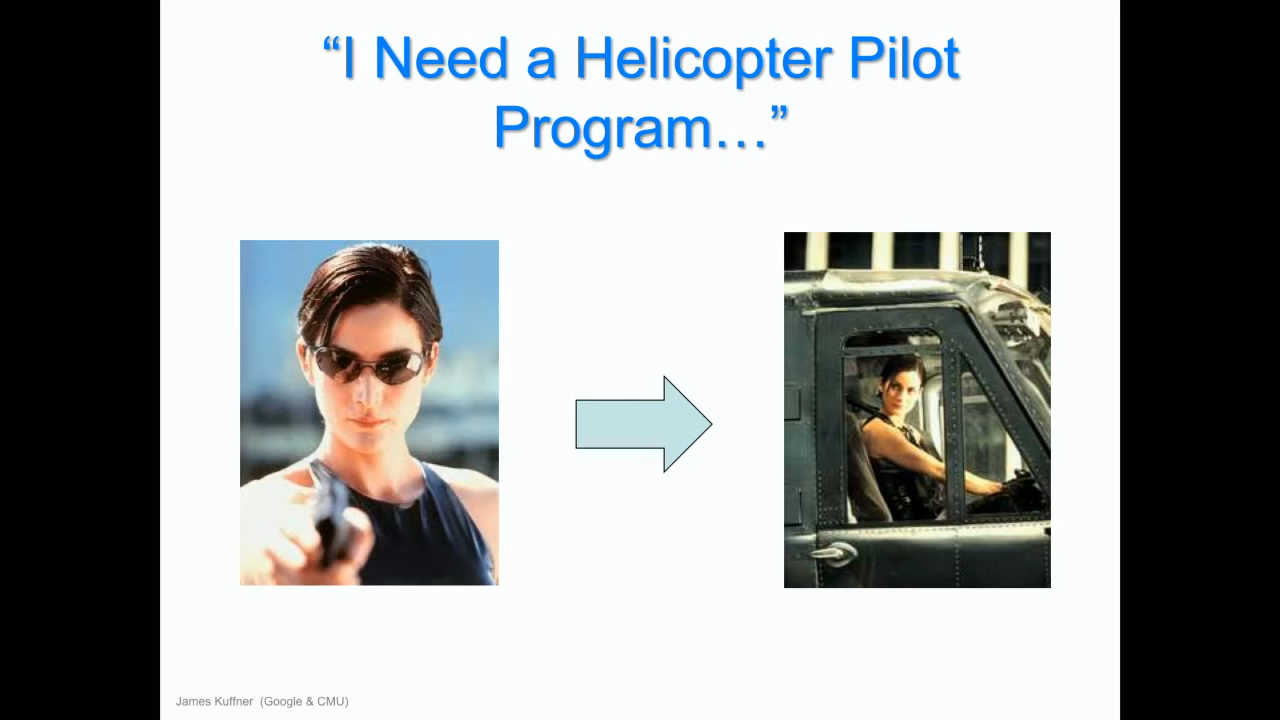 “I Need a Helicopter Pilot
Program…”
James Kuffner (Google & CMU)